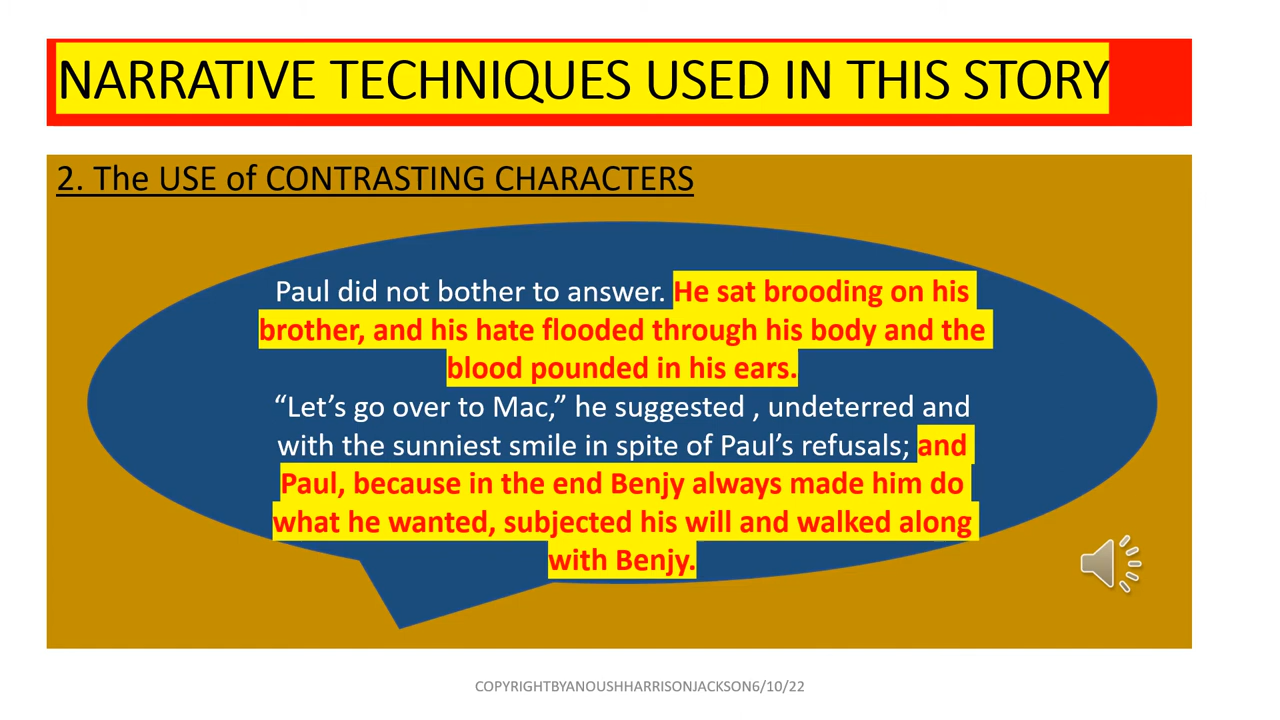 NARRATIVE TECHNIQUES USED IN THIS STORY
2. The USE of CONTRASTING CHARACTERS
Paul did not bother to answer. He sat brooding on his
brother, and his hate flooded through his body and the
blood pounded in his ears.
“Let’s go over to Mac,” he suggested , undeterred and
with the sunniest smile in spite of Paul’s refusals; and
Paul, because in the end Benjy always made him do
what he wanted, subjected his will and walked along
with Benjy.
COPYRIGHTBYANOUSHHARRISONJACKSON6/10/22